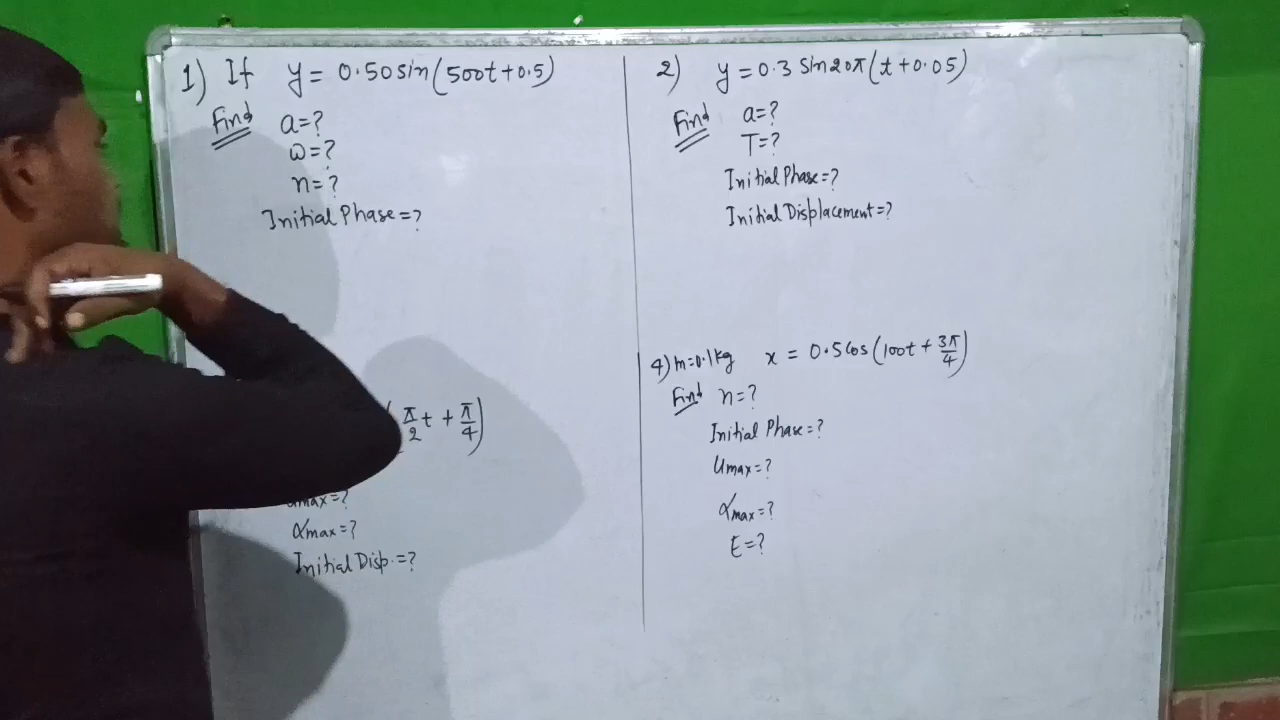 1) If y = 0.50 sin(500t+0.5)
Find a=?
ω=?
n=?
Initial Phase=?
2) y = 0.3 Sin20π(t+0.05)
Find a=?
T=?
Initial Phase=?
Initial Displacement=?
(π/2 t + π/4)
αmax=?
Initial Disp.=?
4) m=0.1kg x = 0.5 cos(100t + 3π/4)
Find n=?
Initial Phase=?
Umax=?
αmax=?
E=?